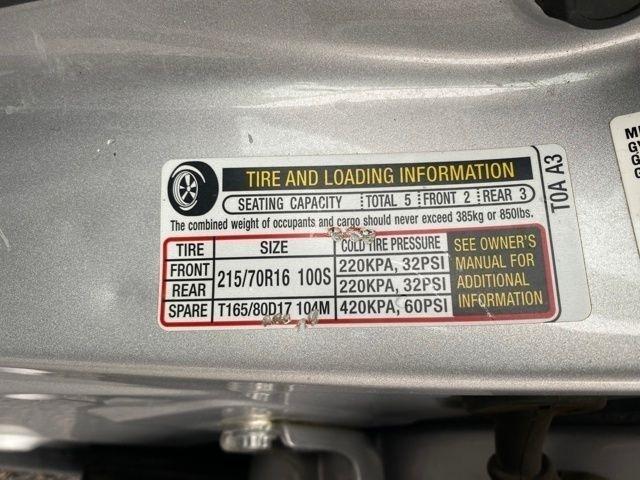 TIRE AND LOADING INFORMATION
SEATING CAPACITY TOTAL 5 FRONT 2 REAR 3
The combined weight of occupants and cargo should never exceed 385kg or 850lbs.
TIRE SIZE COLD TIRE PRESSURE
FRONT 215/70R16 100S 220KPA, 32PSI
REAR 220KPA, 32PSI
SPARE T165/80D17 104M 420KPA, 60PSI
SEE OWNER'S
MANUAL FOR
ADDITIONAL
INFORMATION
TOA A3